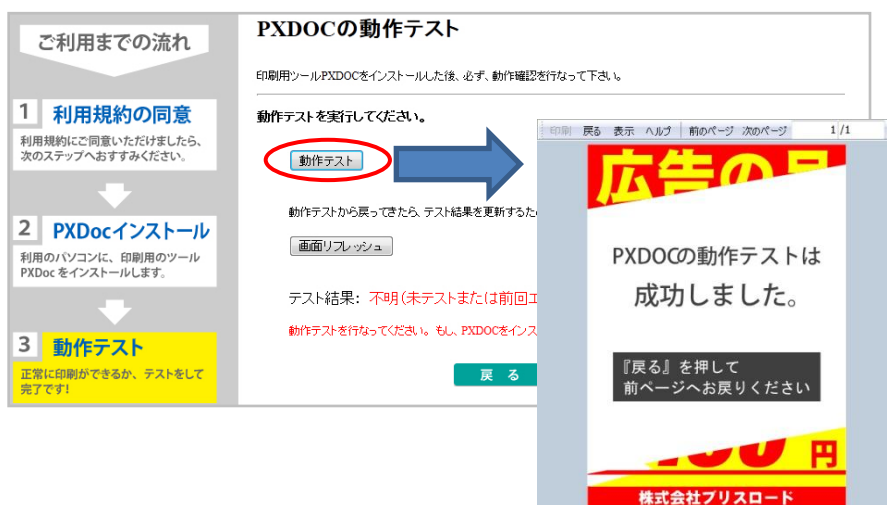 ご利用までの流れ
1 利用規約の同意
利用規約にご同意いただけましたら、
次のステップへおすすみください。
2 PXDocインストール
利用のパソコンに、印刷用のツール
PXDoc をインストールします。
3 動作テスト
正常に印刷ができるか、テストをして
完了です!
PXDOCの動作テスト
印刷用ツールPXDOCをインストールした後、必ず、動作確認を行なって下さい。
動作テストを実行してください。
動作テスト
動作テストから戻ってきたら、テスト結果を更新するため
画面リフレッシュ
テスト結果: 不明(未テストまたは前回エ
動作テストを行なってください。もし、PXDOCをインス
戻 る
印刷 戻る 表示 ヘルプ 前のページ 次のページ 1 /1
広告の品
PXDOCの動作テストは
成功しました。
『戻る』を押して
前ページへお戻りください
円
株式会社ブリスロード